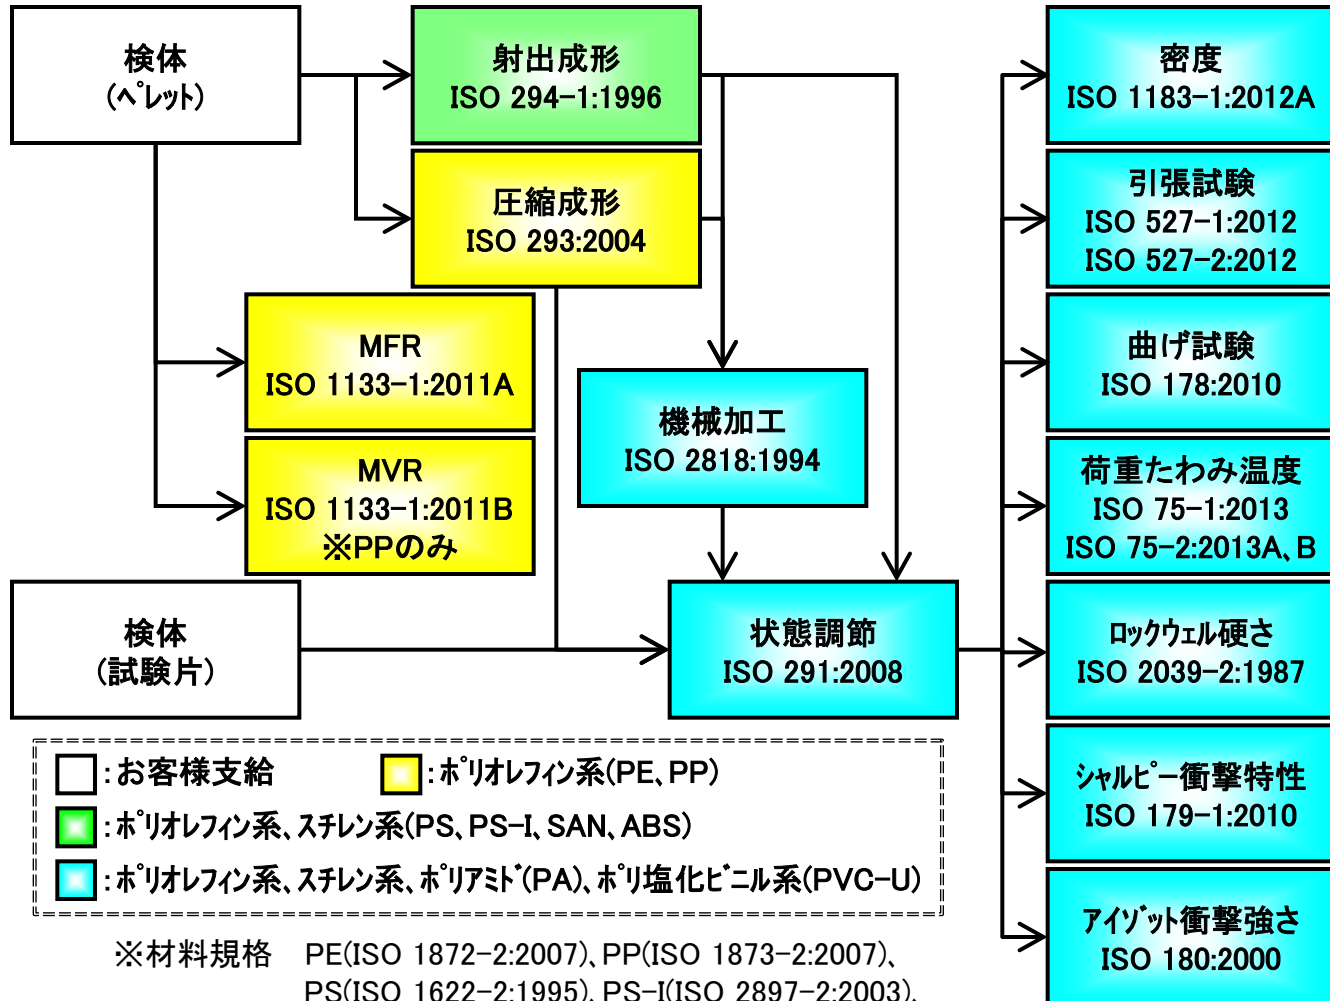 検体
(ペレット)
射出成形
ISO 294-1:1996
圧縮成形
ISO 293:2004
MFR
ISO 1133-1:2011A
MVR
ISO 1133-1:2011B
※PPのみ
機械加工
ISO 2818:1994
検体
(試験片)
状態調節
ISO 291:2008
密度
ISO 1183-1:2012A
引張試験
ISO 527-1:2012
ISO 527-2:2012
曲げ試験
ISO 178:2010
荷重たわみ温度
ISO 75-1:2013
ISO 75-2:2013A、B
ロックウェル硬さ
ISO 2039-2:1987
シャルピー衝撃特性
ISO 179-1:2010
アイゾット衝撃強さ
ISO 180:2000
:お客様支給
:ポリオレフィン系(PE、PP)
:ポリオレフィン系、スチレン系(PS、PS-I、SAN、ABS)
:ポリオレフィン系、スチレン系、ポリアミド(PA)、ポリ塩化ビニル系(PVC-U)
※材料規格 PE(ISO 1872-2:2007)、PP(ISO 1873-2:2007)、
PS(ISO 1622-2:1995)、PS-I(ISO 2897-2:2003)、